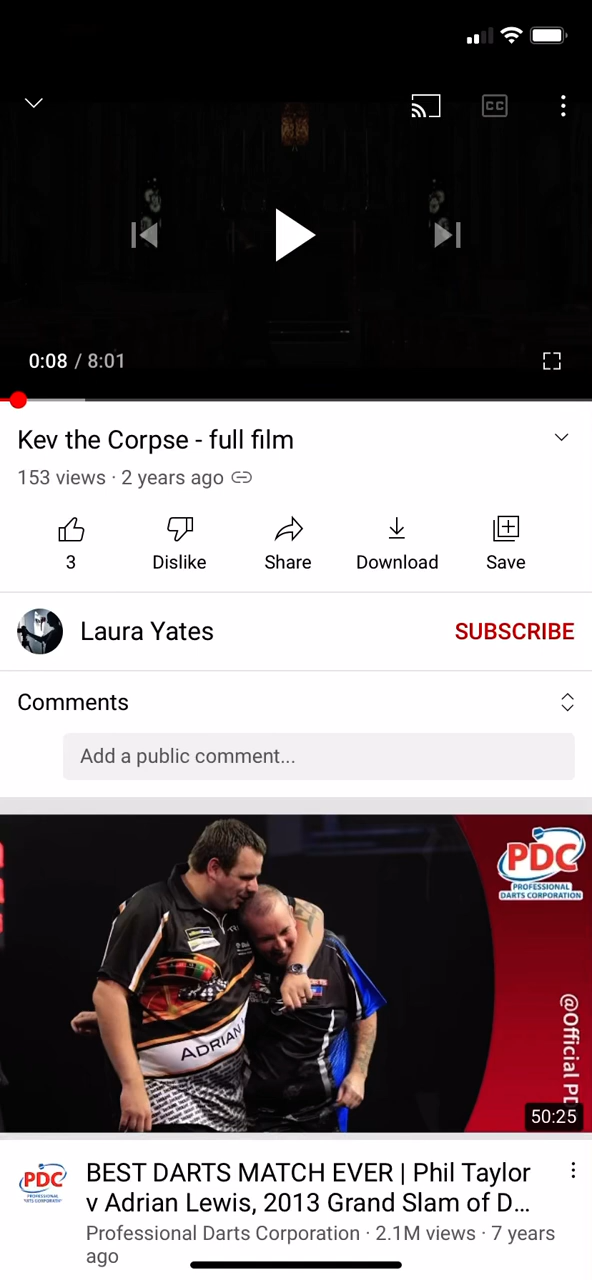 CC
0:08 / 8:01
Kev the Corpse - full film
153 views · 2 years ago
3
Dislike
Share
Download
Save
Laura Yates
SUBSCRIBE
Comments
Add a public comment...
PDC
PROFESSIONAL
DARTS CORPORATION
ADRIAN
@Official PD
50:25
PDC
BEST DARTS MATCH EVER | Phil Taylor
v Adrian Lewis, 2013 Grand Slam of D...
Professional Darts Corporation · 2.1M views · 7 years
ago